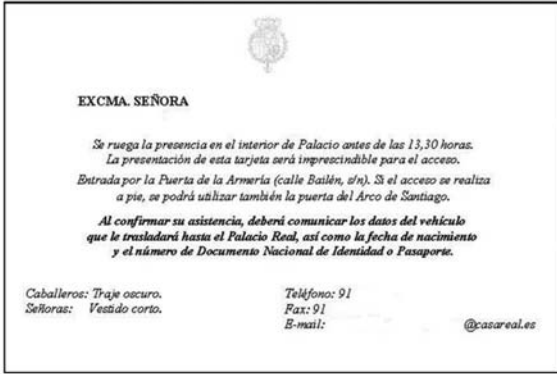 EXCMA. SEÑORA
Se ruega la presencia en el interior de Palacio antes de las 13,30 horas.
La presentación de esta tarjeta será imprescindible para el acceso.
Entrada por la Puerta de la Armería (calle Bailén, s/n). Si el acceso se realiza
a pie, se podrá utilizar también la puerta del Arco de Santiago.
Al confirmar su asistencia, deberá comunicar los datos del vehículo
que le trasladará hasta el Palacio Real, así como la fecha de nacimiento
y el número de Documento Nacional de Identidad o Pasaporte.
Caballeros: Traje oscuro.
Señoras: Vestido corto.
Teléfono: 91
Fax: 91
E-mail: @casareal.es